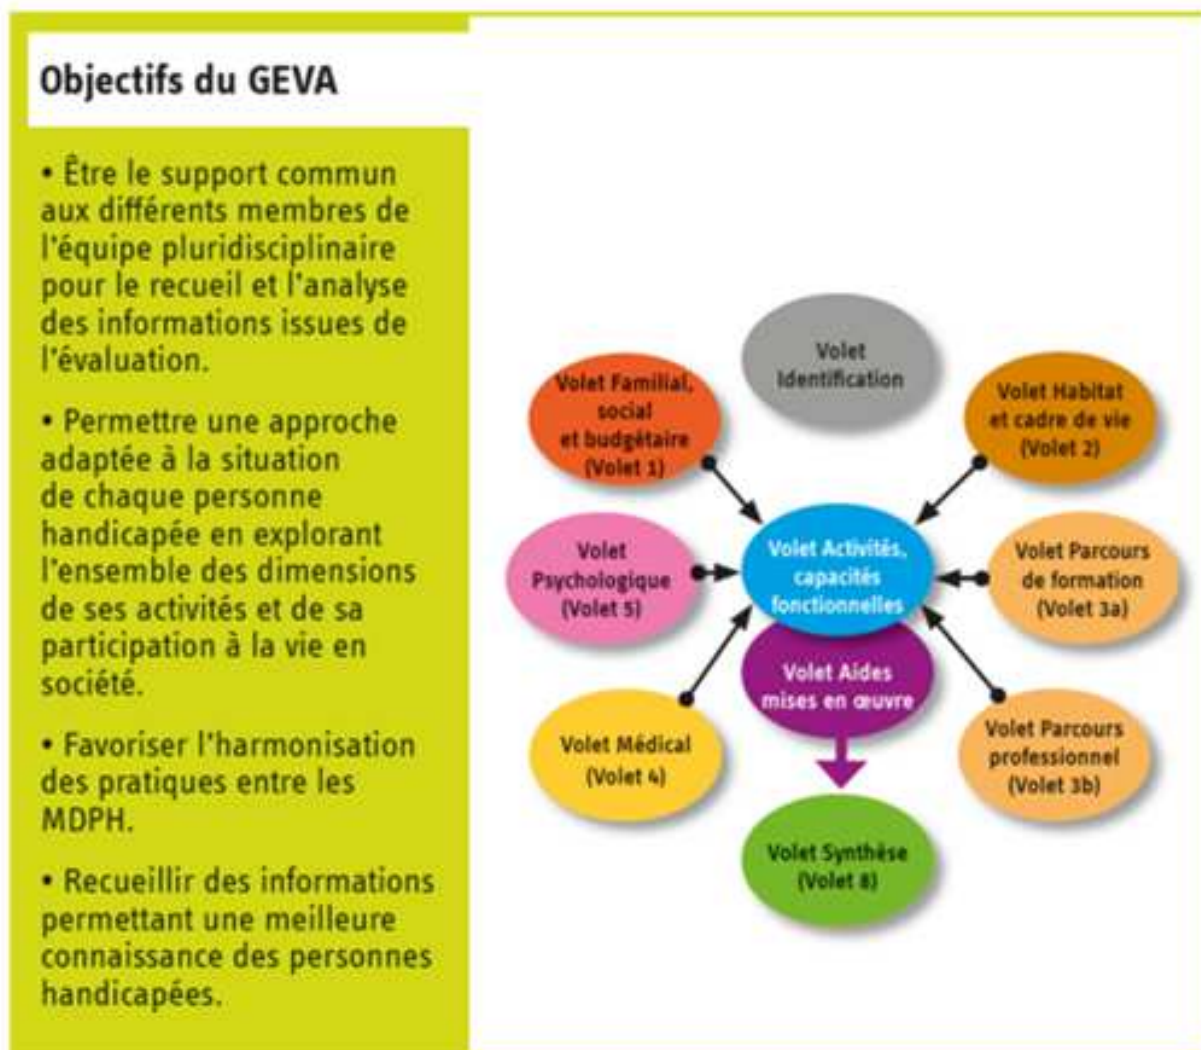 Objectifs du GEVA
• Être le support commun
aux différents membres de
l'équipe pluridisciplinaire
pour le recueil et l'analyse
des informations issues de
l'évaluation.
• Permettre une approche
adaptée à la situation
de chaque personne
handicapée en explorant
l'ensemble des dimensions
de ses activités et de sa
participation à la vie en
société.
• Favoriser l'harmonisation
des pratiques entre les
MDPH.
• Recueillir des informations
permettant une meilleure
connaissance des personnes
handicapées.
Volet
Identification
Volet Familial,
social
et budgétaire
(Volet 1)
Volet Habitat
et cadre de vie
(Volet 2)
Volet
Psychologique
(Volet 5)
Volet Activités,
capacités
fonctionnelles
Volet Parcours
de formation
(Volet 3a)
Volet Aides
mises en œuvre
Volet Médical
(Volet 4)
Volet Parcours
professionnel
(Volet 3b)
Volet Synthèse
(Volet 8)